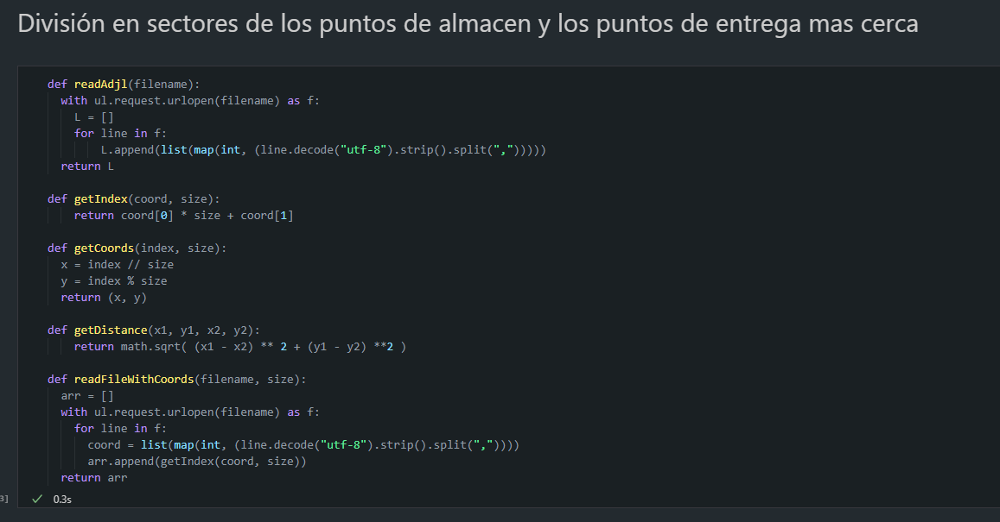 División en sectores de los puntos de almacen y los puntos de entrega mas cerca
def readAdjl(filename):
  with ul.request.urlopen(filename) as f:
    L = []
    for line in f:
        L.append(list(map(int, (line.decode("utf-8").strip().split(",")))))
  return L

def getIndex(coord, size):
    return coord[0] * size + coord[1]

def getCoords(index, size):
  x = index // size
  y = index % size
  return (x, y)

def getDistance(x1, y1, x2, y2):
    return math.sqrt( (x1 - x2) ** 2 + (y1 - y2) **2 )

def readFileWithCoords(filename, size):
  arr = []
  with ul.request.urlopen(filename) as f:
    for line in f:
      coord = list(map(int, (line.decode("utf-8").strip().split(","))))
      arr.append(getIndex(coord, size))
  return arr
3] ✓ 0.3s